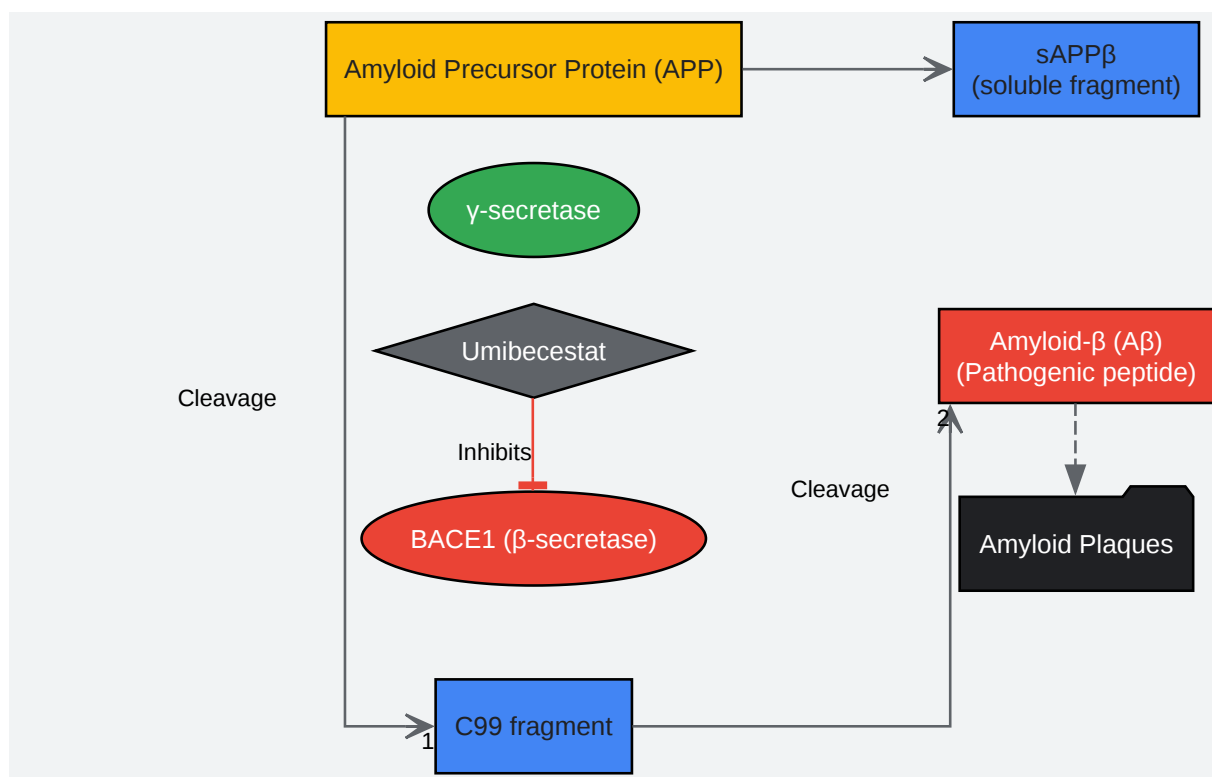 Amyloid Precursor Protein (APP)
sAPPβ
(soluble fragment)
γ-secretase
Umibecestat
Amyloid-β (Aβ)
(Pathogenic peptide)
Cleavage
2
Inhibits
Cleavage
BACE1 (β-secretase)
Amyloid Plaques
C99 fragment
1